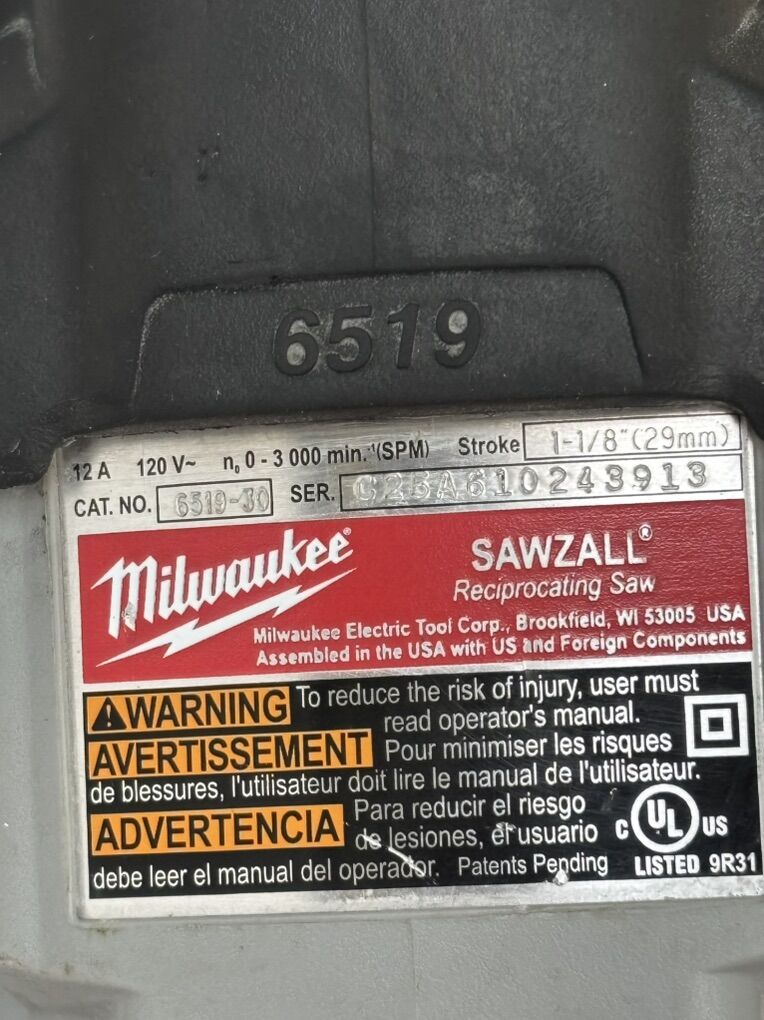 6519
12 A 120 V~ n₀ 0 - 3 000 min.⁻¹(SPM) Stroke 1-1/8"(29mm)
CAT. NO. 6519-30 SER. C25A610243913
Milwaukee® SAWZALL®
Reciprocating Saw
Milwaukee Electric Tool Corp., Brookfield, WI 53005 USA
Assembled in the USA with US and Foreign Components
WARNING To reduce the risk of injury, user must
read operator's manual.
AVERTISSEMENT Pour minimiser les risques
de blessures, l'utilisateur doit lire le manual de l'utilisateur.
ADVERTENCIA Para reducir el riesgo
de lesiones, el usuario
debe leer el manual del operador. Patents Pending
C UL US
LISTED 9R31